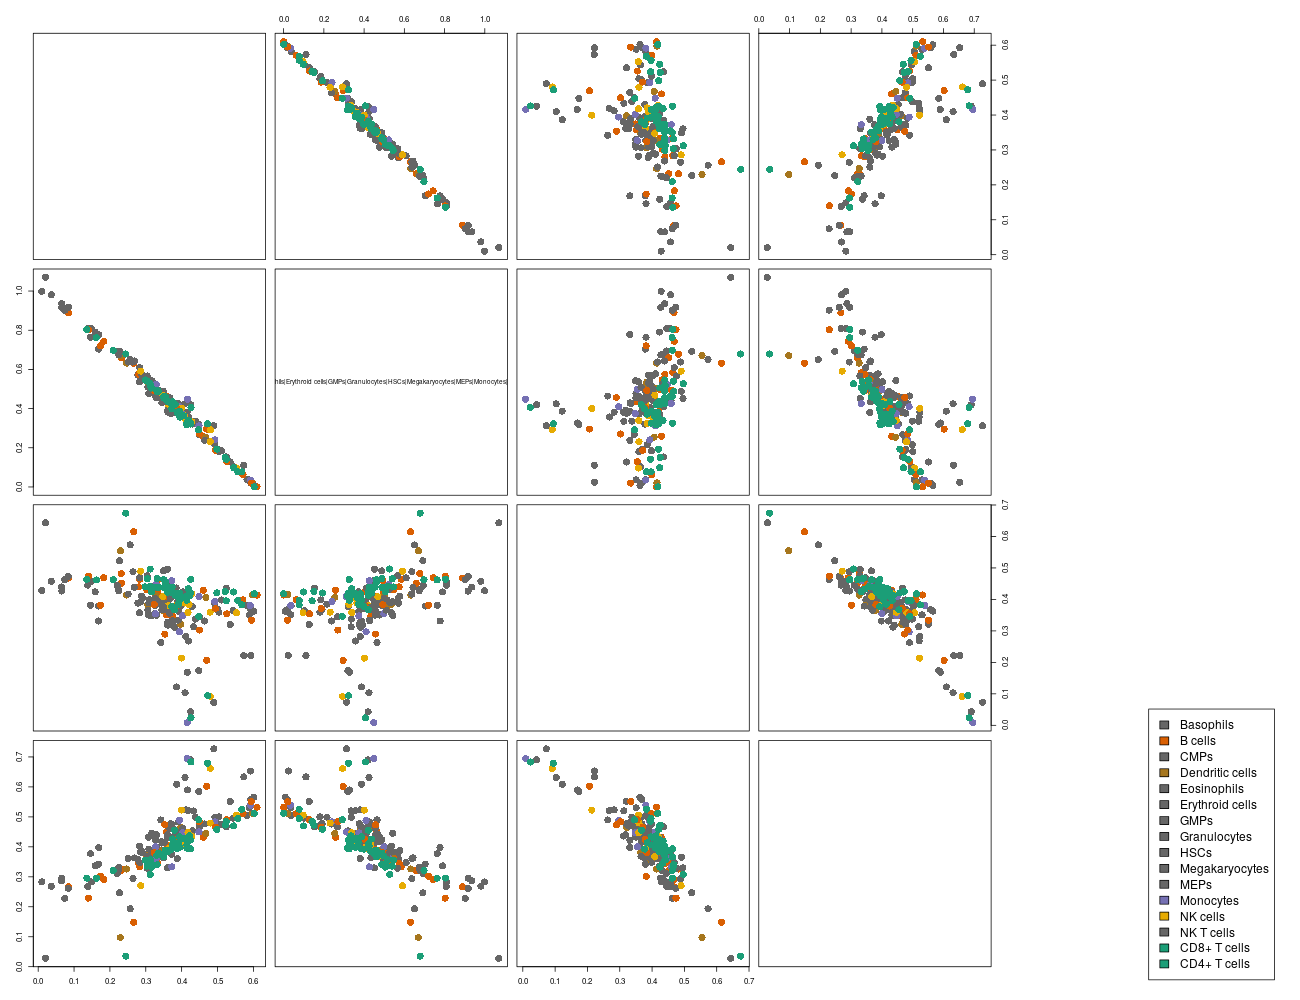 0.0 0.2 0.4 0.6 0.8 1.0
0.0 0.1 0.2 0.3 0.4 0.5 0.6 0.7
0.0 0.1 0.2 0.3 0.4 0.5 0.6
0.0 0.2 0.4 0.6 0.8 1.0
hils|Erythroid cells|GMPs|Granulocytes|HSCs|Megakaryocytes|MEPs|Monocytes|
0.0 0.1 0.2 0.3 0.4 0.5 0.6 0.7
0.0 0.1 0.2 0.3 0.4 0.5 0.6 0.7
0.0 0.1 0.2 0.3 0.4 0.5 0.6
0.0 0.1 0.2 0.3 0.4 0.5 0.6 0.7
Basophils
B cells
CMPs
Dendritic cells
Eosinophils
Erythroid cells
GMPs
Granulocytes
HSCs
Megakaryocytes
MEPs
Monocytes
NK cells
NK T cells
CD8+ T cells
CD4+ T cells